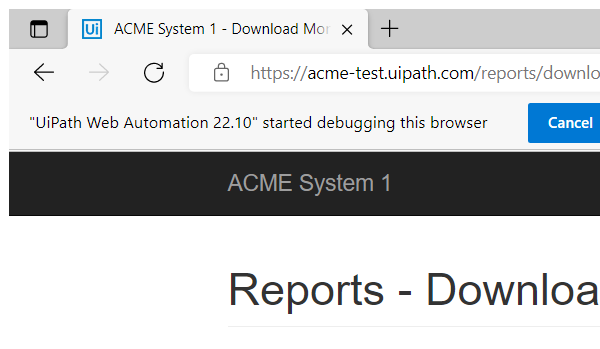 Ui ACME System 1 - Download Mon
https://acme-test.uipath.com/reports/downlo
"UiPath Web Automation 22.10" started debugging this browser Cancel
ACME System 1
Reports - Downloa